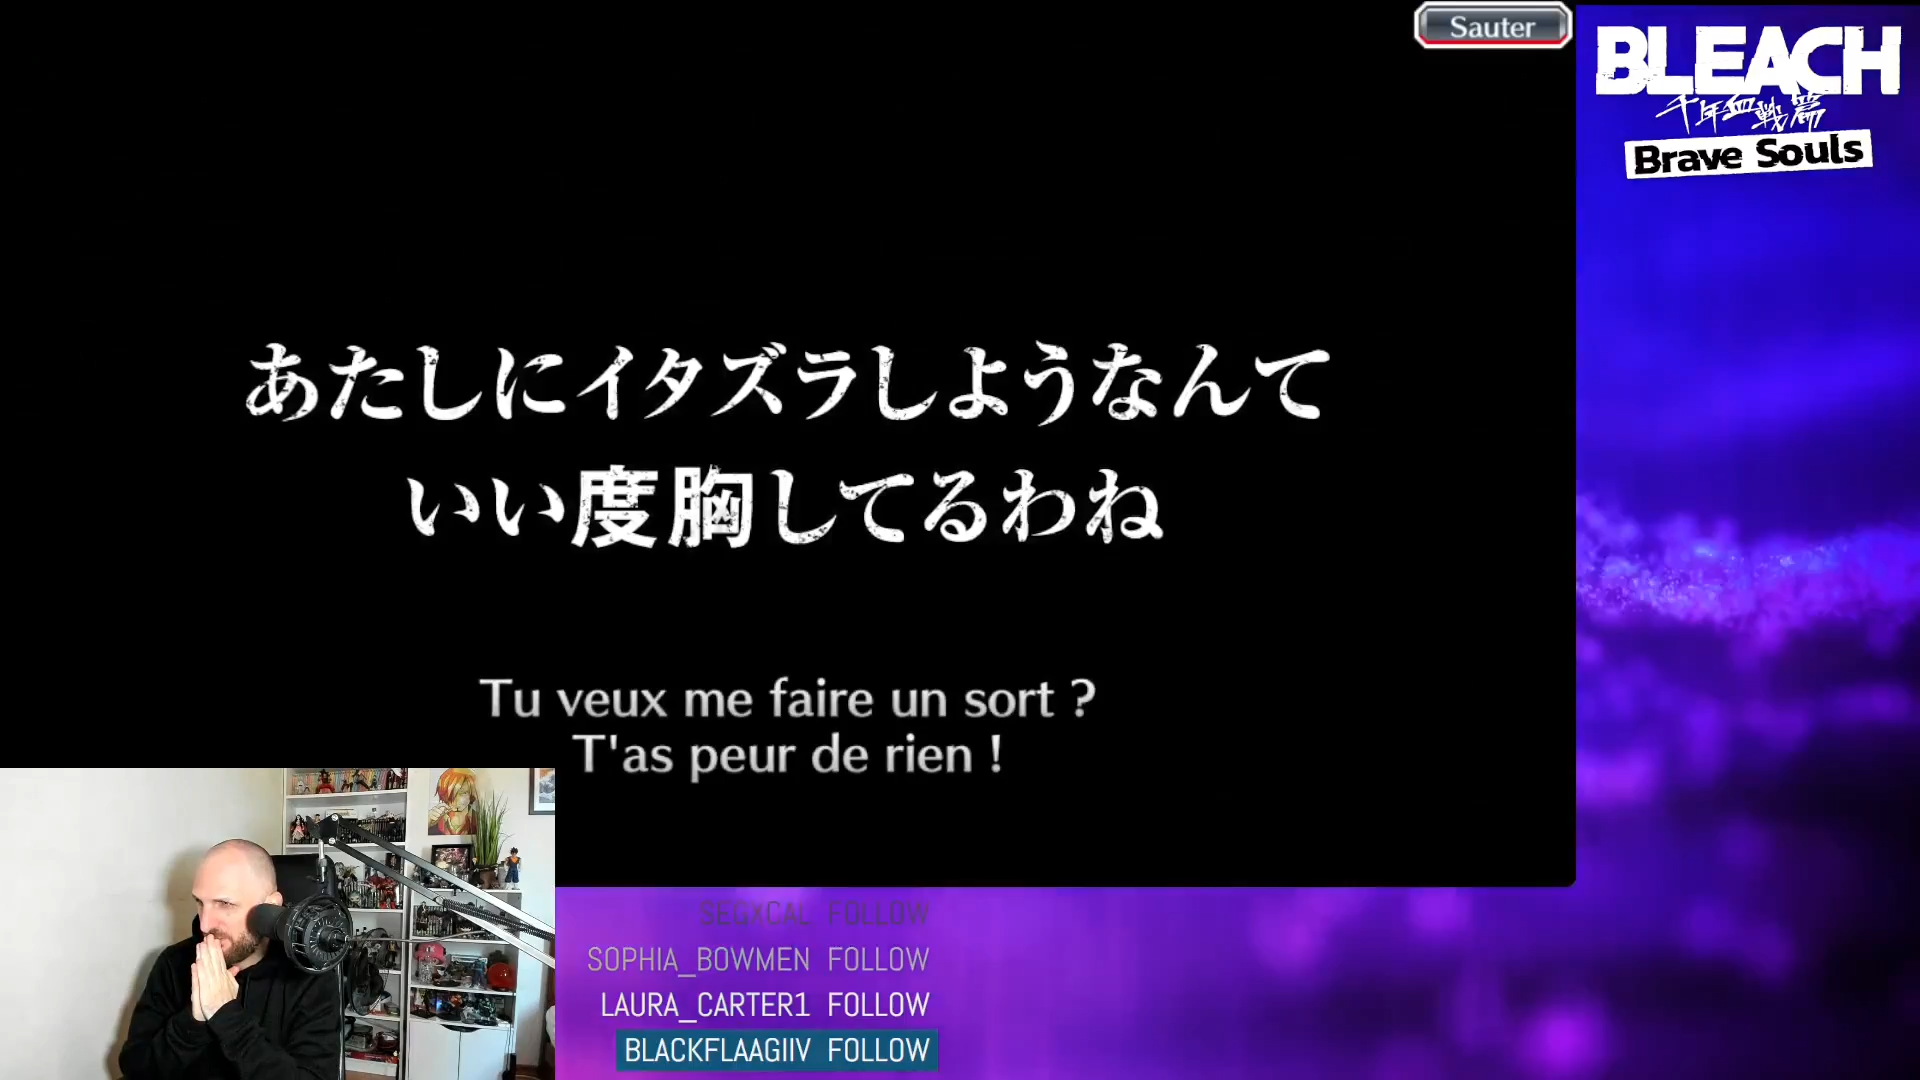 Sauter
BLEACH
千年血戦篇
Brave Souls
あたしにイタズラしようなんて
いい度胸してるわね
Tu veux me faire un sort ?
T'as peur de rien !
SEGXCAL FOLLOW
SOPHIA_BOWMEN FOLLOW
LAURA_CARTER1 FOLLOW
BLACKFLAAGIIV FOLLOW